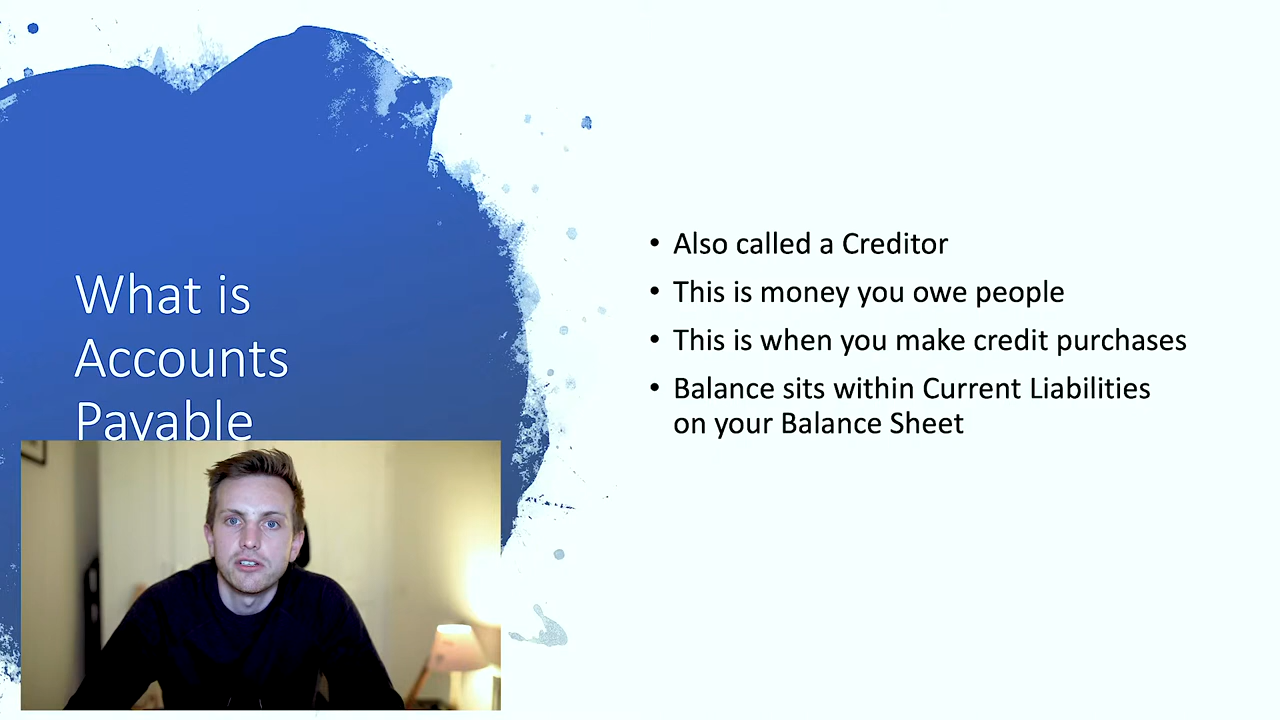 What is
Accounts
Payable
• Also called a Creditor
• This is money you owe people
• This is when you make credit purchases
• Balance sits within Current Liabilities
on your Balance Sheet